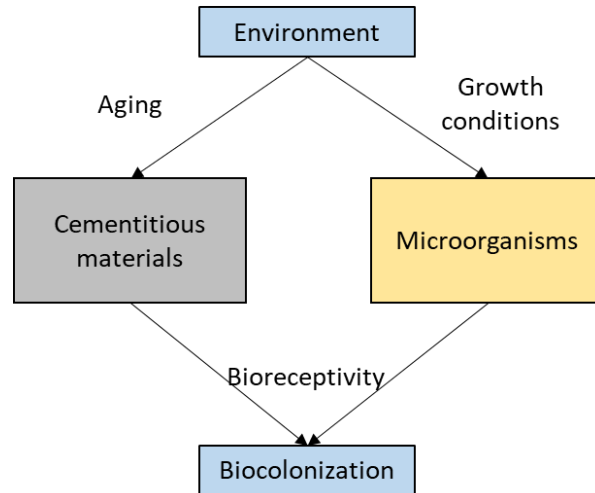 Environment
Aging
Growth
conditions
Cementitious
materials
Microorganisms
Bioreceptivity
Biocolonization